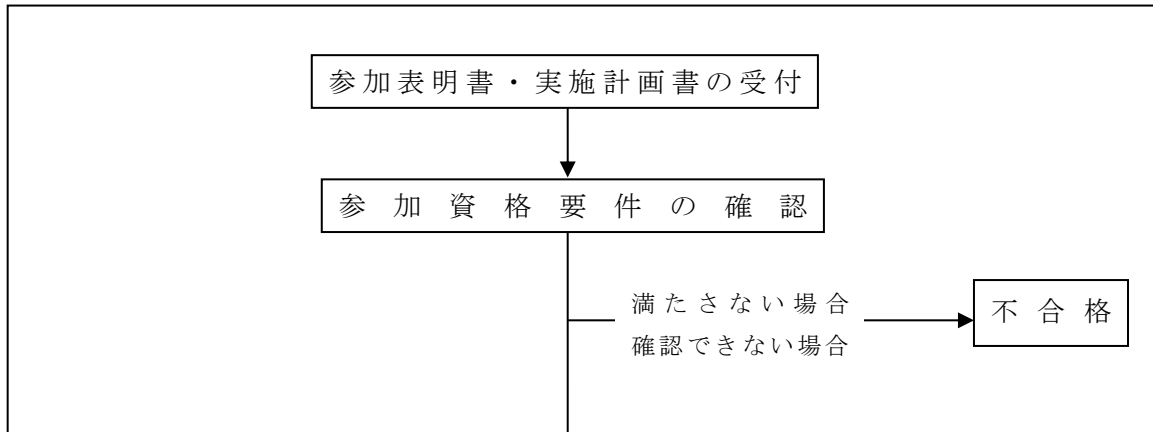 参加表明書・実施計画書の受付
参加資格要件の確認
満たさない場合
確認できない場合
不合格